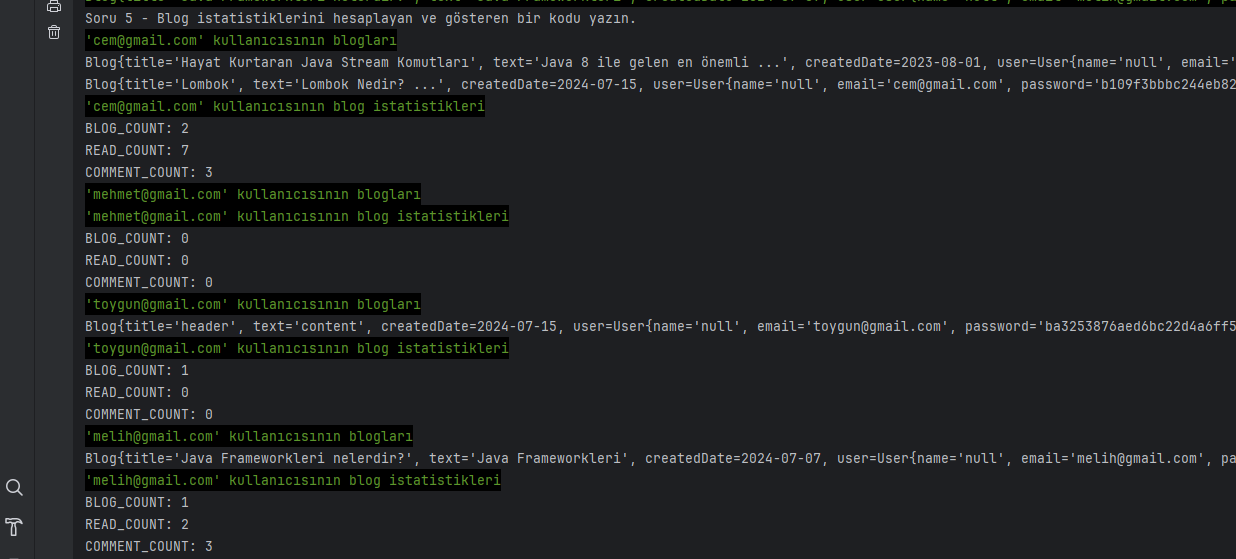 Soru 5 - Blog istatistiklerini hesaplayan ve gösteren bir kodu yazın.
'cem@gmail.com' kullanıcısının blogları
Blog{title='Hayat Kurtaran Java Stream Komutları', text='Java 8 ile gelen en önemli ...', createdDate=2023-08-01, user=User{name='null', email='
Blog{title='Lombok', text='Lombok Nedir? ...', createdDate=2024-07-15, user=User{name='null', email='cem@gmail.com', password='b109f3bbbc244eb82
'cem@gmail.com' kullanıcısının blog istatistikleri
BLOG_COUNT: 2
READ_COUNT: 7
COMMENT_COUNT: 3
'mehmet@gmail.com' kullanıcısının blogları
'mehmet@gmail.com' kullanıcısının blog istatistikleri
BLOG_COUNT: 0
READ_COUNT: 0
COMMENT_COUNT: 0
'toygun@gmail.com' kullanıcısının blogları
Blog{title='header', text='content', createdDate=2024-07-15, user=User{name='null', email='toygun@gmail.com', password='ba3253876aed6bc22d4a6ff5
'toygun@gmail.com' kullanıcısının blog istatistikleri
BLOG_COUNT: 1
READ_COUNT: 0
COMMENT_COUNT: 0
'melih@gmail.com' kullanıcısının blogları
Blog{title='Java Frameworkleri nelerdir?', text='Java Frameworkleri', createdDate=2024-07-07, user=User{name='null', email='melih@gmail.com', pa
'melih@gmail.com' kullanıcısının blog istatistikleri
BLOG_COUNT: 1
READ_COUNT: 2
COMMENT_COUNT: 3